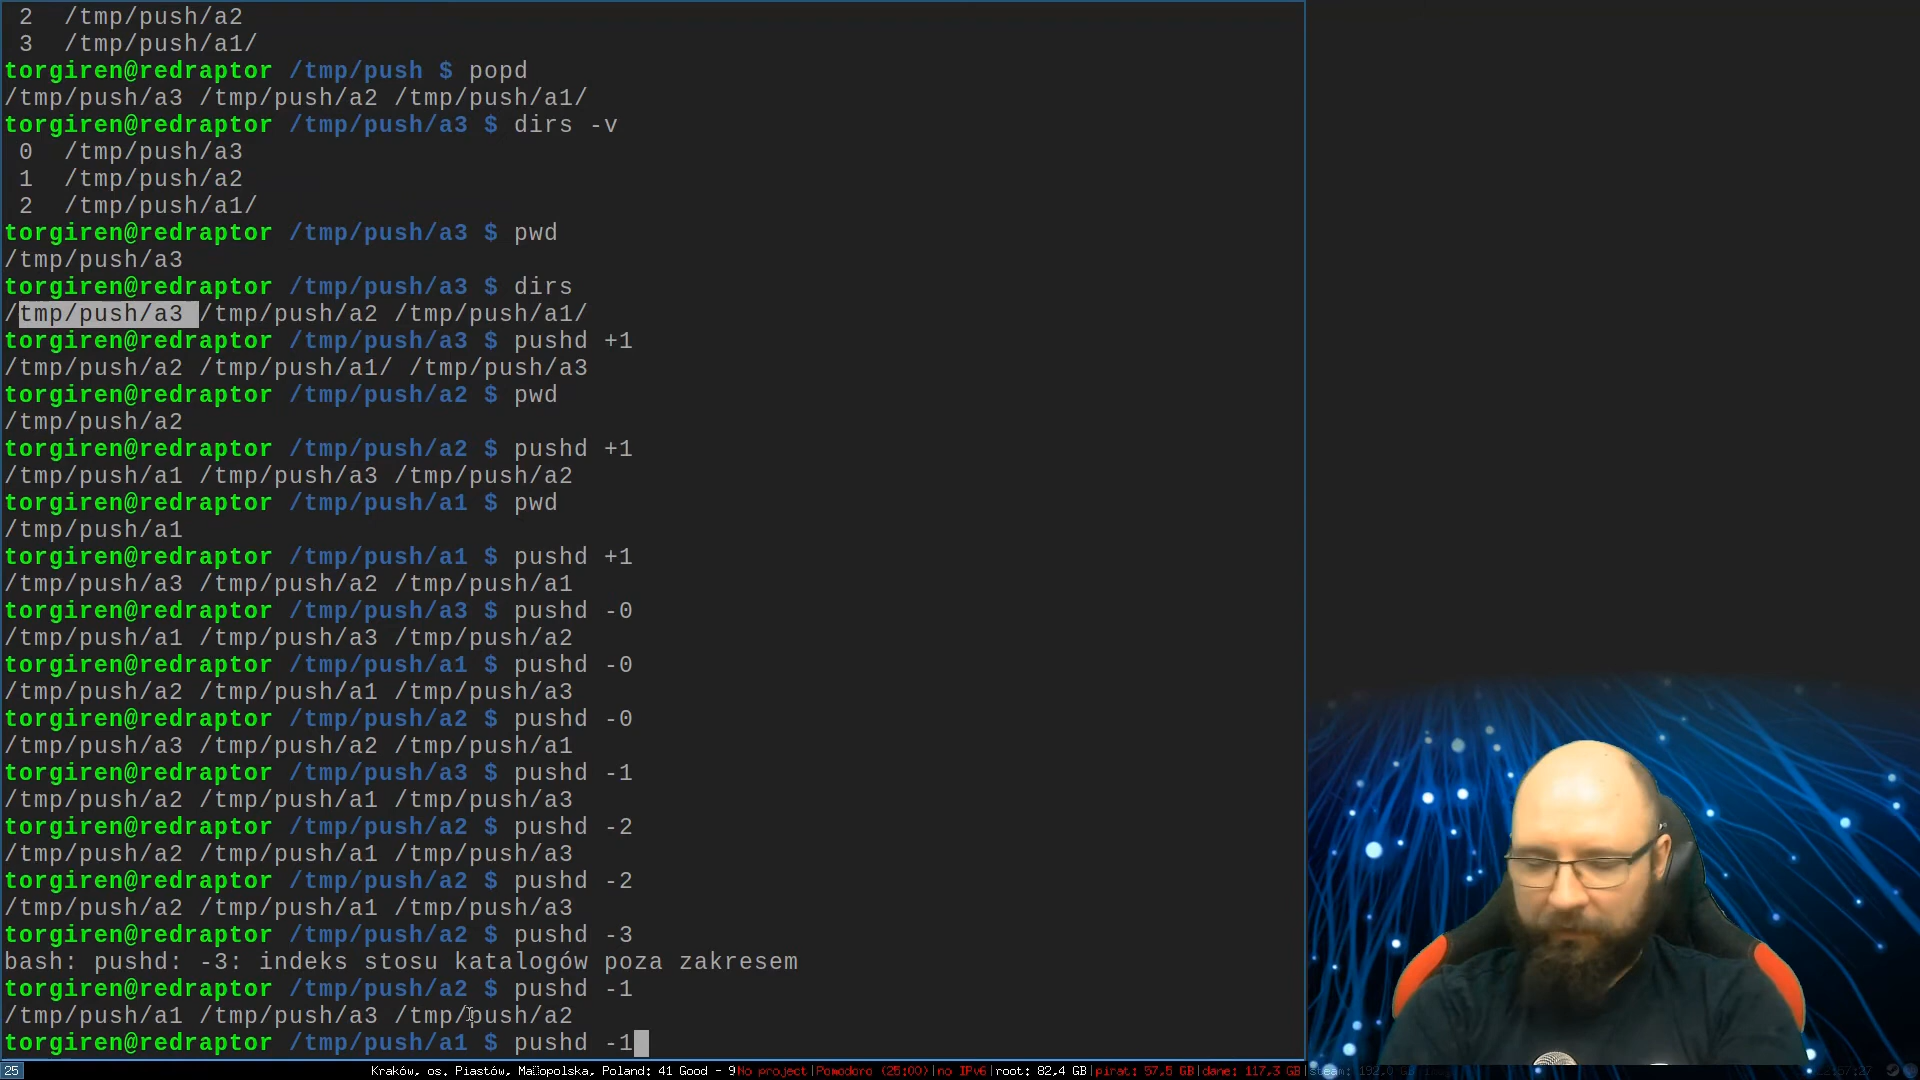 2  /tmp/push/a2
3  /tmp/push/a1/
torgiren@redraptor /tmp/push $ popd
/tmp/push/a3 /tmp/push/a2 /tmp/push/a1/
torgiren@redraptor /tmp/push/a3 $ dirs -v
0  /tmp/push/a3
1  /tmp/push/a2
2  /tmp/push/a1/
torgiren@redraptor /tmp/push/a3 $ pwd
/tmp/push/a3
torgiren@redraptor /tmp/push/a3 $ dirs
/tmp/push/a3 /tmp/push/a2 /tmp/push/a1/
torgiren@redraptor /tmp/push/a3 $ pushd +1
/tmp/push/a2 /tmp/push/a1/ /tmp/push/a3
torgiren@redraptor /tmp/push/a2 $ pwd
/tmp/push/a2
torgiren@redraptor /tmp/push/a2 $ pushd +1
/tmp/push/a1 /tmp/push/a3 /tmp/push/a2
torgiren@redraptor /tmp/push/a1 $ pwd
/tmp/push/a1
torgiren@redraptor /tmp/push/a1 $ pushd +1
/tmp/push/a3 /tmp/push/a2 /tmp/push/a1
torgiren@redraptor /tmp/push/a3 $ pushd -0
/tmp/push/a1 /tmp/push/a3 /tmp/push/a2
torgiren@redraptor /tmp/push/a1 $ pushd -0
/tmp/push/a2 /tmp/push/a1 /tmp/push/a3
torgiren@redraptor /tmp/push/a2 $ pushd -0
/tmp/push/a3 /tmp/push/a2 /tmp/push/a1
torgiren@redraptor /tmp/push/a3 $ pushd -1
/tmp/push/a2 /tmp/push/a1 /tmp/push/a3
torgiren@redraptor /tmp/push/a2 $ pushd -2
/tmp/push/a2 /tmp/push/a1 /tmp/push/a3
torgiren@redraptor /tmp/push/a2 $ pushd -2
/tmp/push/a2 /tmp/push/a1 /tmp/push/a3
torgiren@redraptor /tmp/push/a2 $ pushd -3
bash: pushd: -3: indeks stosu katalogów poza zakresem
torgiren@redraptor /tmp/push/a2 $ pushd -1
/tmp/push/a1 /tmp/push/a3 /tmp/push/a2
torgiren@redraptor /tmp/push/a1 $ pushd -1
25 Kraków, os. Piastów, Małopolska, Poland: 41 Good - 9 No project|Pomodoro (25:00)|no IPv6|root: 82,4 GB|pirat: 57,5 GB|dane: 117,3 GB|steam: 192,0 GB